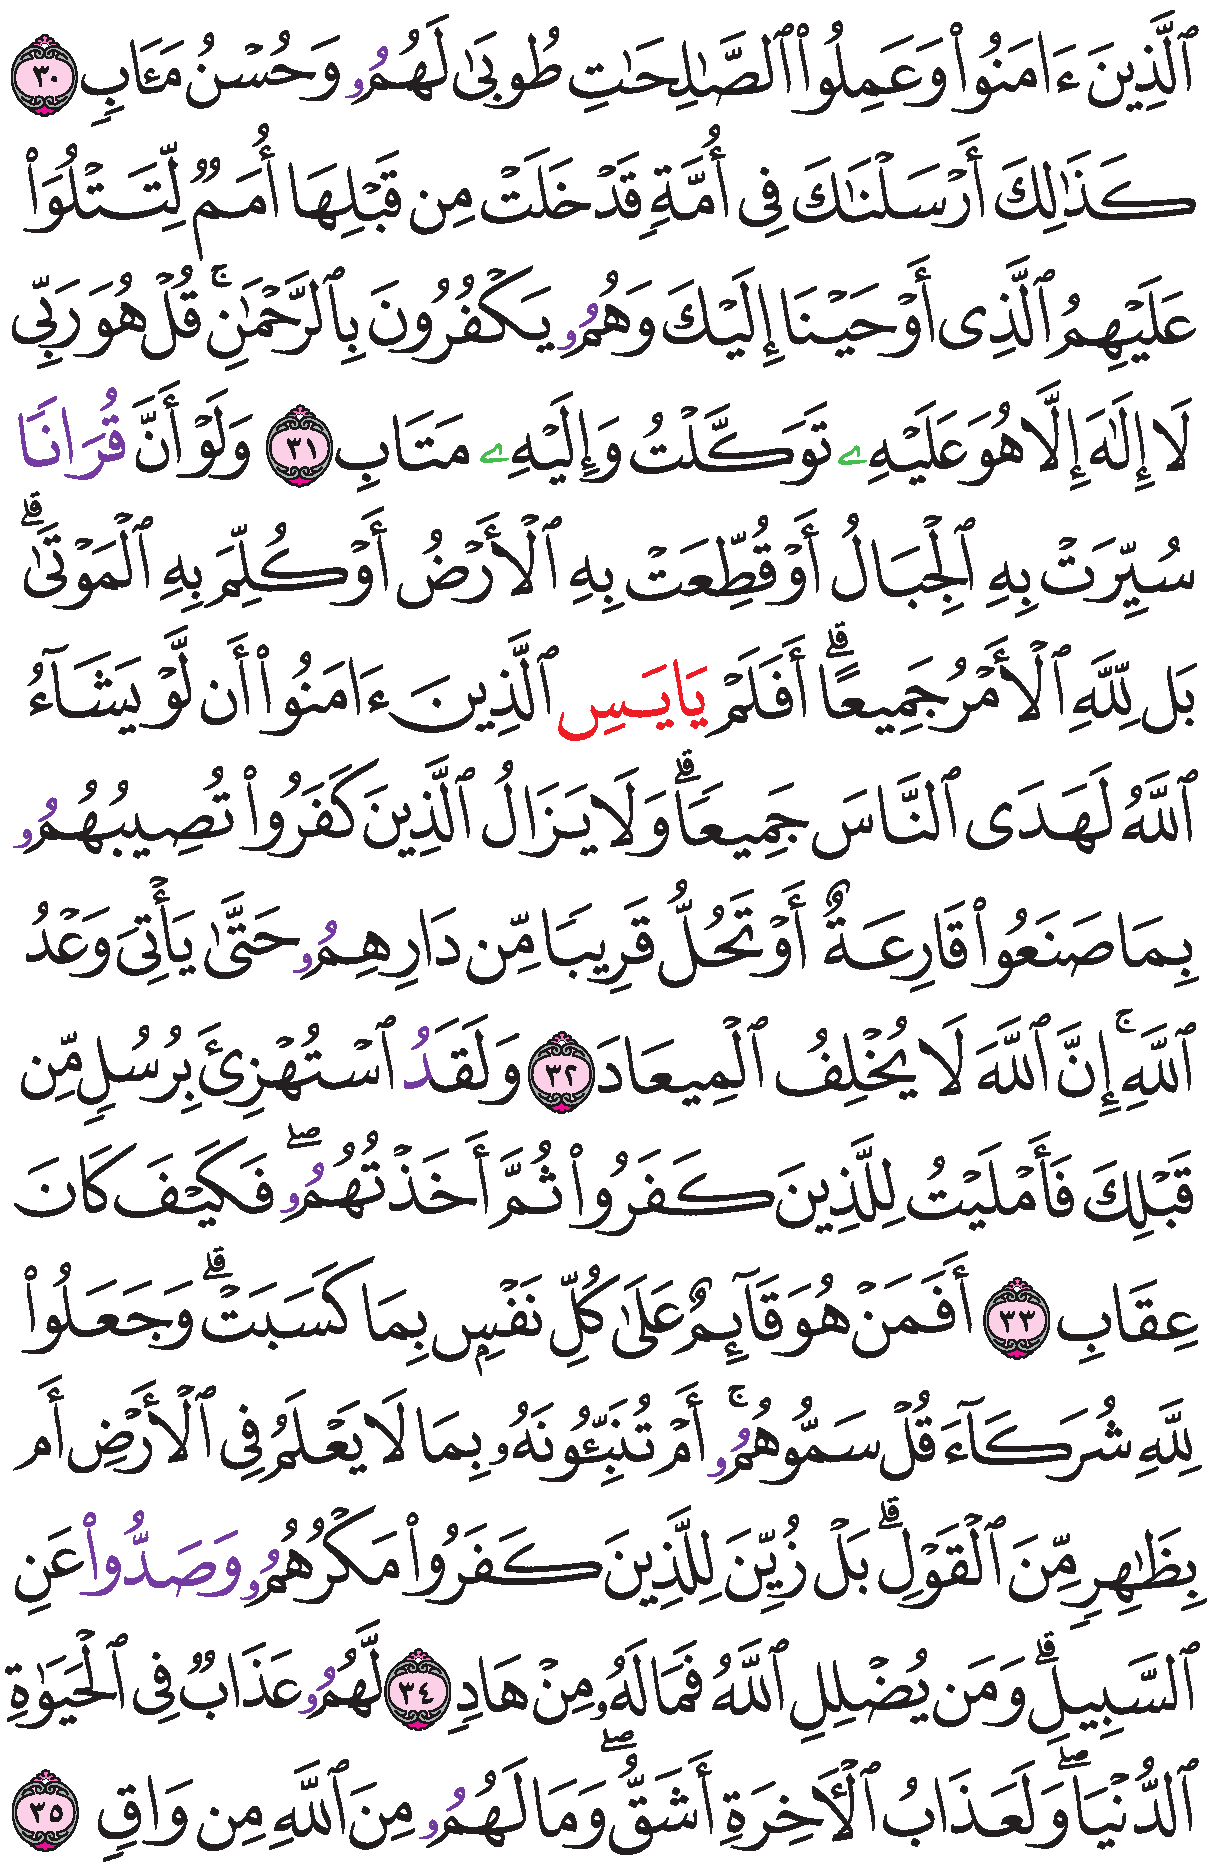 ٱلَّذِينَ ءَامَنُواْ وَعَمِلُواْ ٱلصَّٰلِحَٰتِ طُوبَىٰ لَهُمُۥ وَحُسۡنُ مَـَٔابٖ ٣٠
كَذَٰلِكَ أَرۡسَلۡنَٰكَ فِي أُمَّةٖ قَدۡ خَلَتۡ مِن قَبۡلِهَا أُمَمٞ لِّتَتۡلُوَاْ
عَلَيۡهِمُ ٱلَّذِي أَوۡحَيۡنَا إِلَيۡكَ وَهُمُۥ يَكۡفُرُونَ بِٱلرَّحۡمَٰنِۚ قُلۡ هُوَ رَبِّي
لَا إِلَٰهَ إِلَّا هُوَ عَلَيۡهِۦ تَوَكَّلۡتُ وَإِلَيۡهِۦ مَتَابِ ٣١ وَلَوۡ أَنَّ قُرَانٗا
سُيِّرَتۡ بِهِ ٱلۡجِبَالُ أَوۡ قُطِّعَتۡ بِهِ ٱلۡأَرۡضُ أَوۡ كُلِّمَ بِهِ ٱلۡمَوۡتَىٰۗ
بَل لِّلَّهِ ٱلۡأَمۡرُ جَمِيعًاۗ أَفَلَمۡ يَايَسِ ٱلَّذِينَ ءَامَنُواْ أَن لَّوۡ يَشَآءُ
ٱللَّهُ لَهَدَى ٱلنَّاسَ جَمِيعٗاۗ وَلَا يَزَالُ ٱلَّذِينَ كَفَرُواْ تُصِيبُهُمُۥ
بِمَا صَنَعُواْ قَارِعَةٌ أَوۡ تَحُلُّ قَرِيبٗا مِّن دَارِهِمُۥ حَتَّىٰ يَأۡتِيَ وَعۡدُ
ٱللَّهِۚ إِنَّ ٱللَّهَ لَا يُخۡلِفُ ٱلۡمِيعَادَ ٣٢ وَلَقَدُ ٱسۡتُهۡزِئَ بِرُسُلٖ مِّن
قَبۡلِكَ فَأَمۡلَيۡتُ لِلَّذِينَ كَفَرُواْ ثُمَّ أَخَذۡتُهُمُۥۖ فَكَيۡفَ كَانَ
عِقَابِ ٣٣ أَفَمَنۡ هُوَ قَآئِمٌ عَلَىٰ كُلِّ نَفۡسِۭ بِمَا كَسَبَتۡۗ وَجَعَلُواْ
لِلَّهِ شُرَكَآءَ قُلۡ سَمُّوهُمُۥۚ أَمۡ تُنَبِّـُٔونَهُۥ بِمَا لَا يَعۡلَمُ فِي ٱلۡأَرۡضِ أَم
بِظَٰهِرٖ مِّنَ ٱلۡقَوۡلِۗ بَلۡ زُيِّنَ لِلَّذِينَ كَفَرُواْ مَكۡرُهُمُۥ وَصَدُّواْ عَنِ
ٱلسَّبِيلِۗ وَمَن يُضۡلِلِ ٱللَّهُ فَمَا لَهُۥ مِنۡ هَادٖ ٣٤ لَّهُمُۥ عَذَابٞ فِي ٱلۡحَيَوٰةِ
ٱلدُّنۡيَاۖ وَلَعَذَابُ ٱلۡأٓخِرَةِ أَشَقُّۖ وَمَا لَهُمُۥ مِنَ ٱللَّهِ مِن وَاقٖ ٣٥